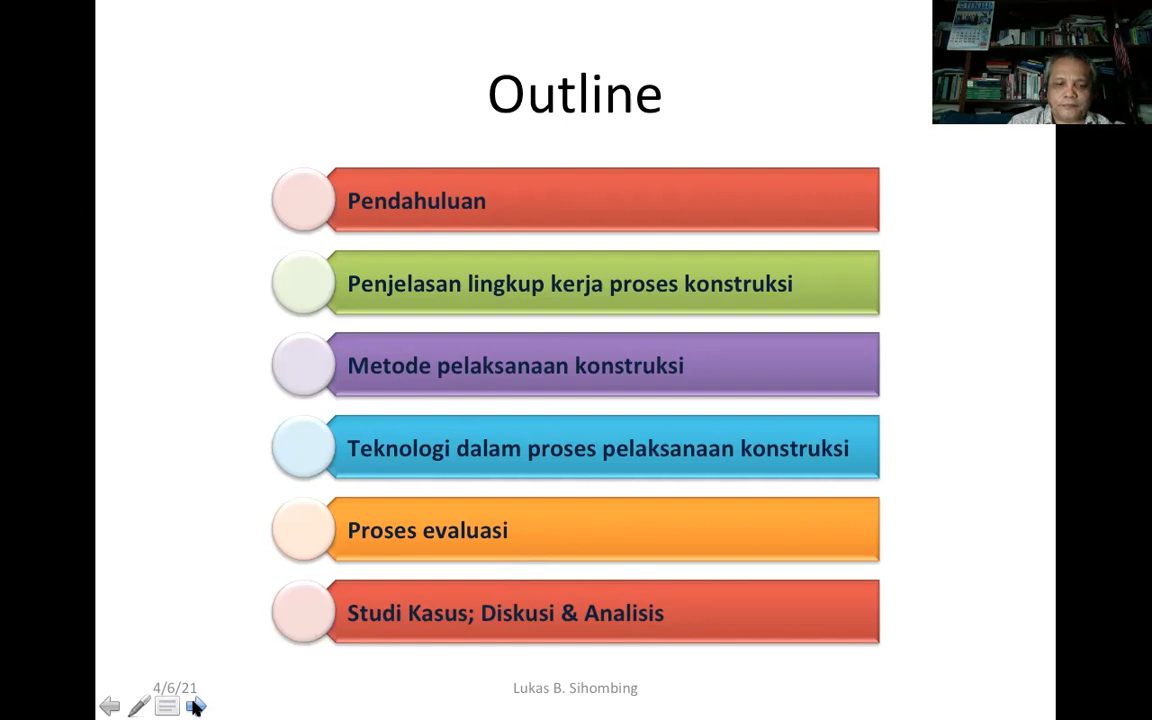 Outline
Pendahuluan
Penjelasan lingkup kerja proses konstruksi
Metode pelaksanaan konstruksi
Teknologi dalam proses pelaksanaan konstruksi
Proses evaluasi
Studi Kasus; Diskusi & Analisis
4/6/21
Lukas B. Sihombing